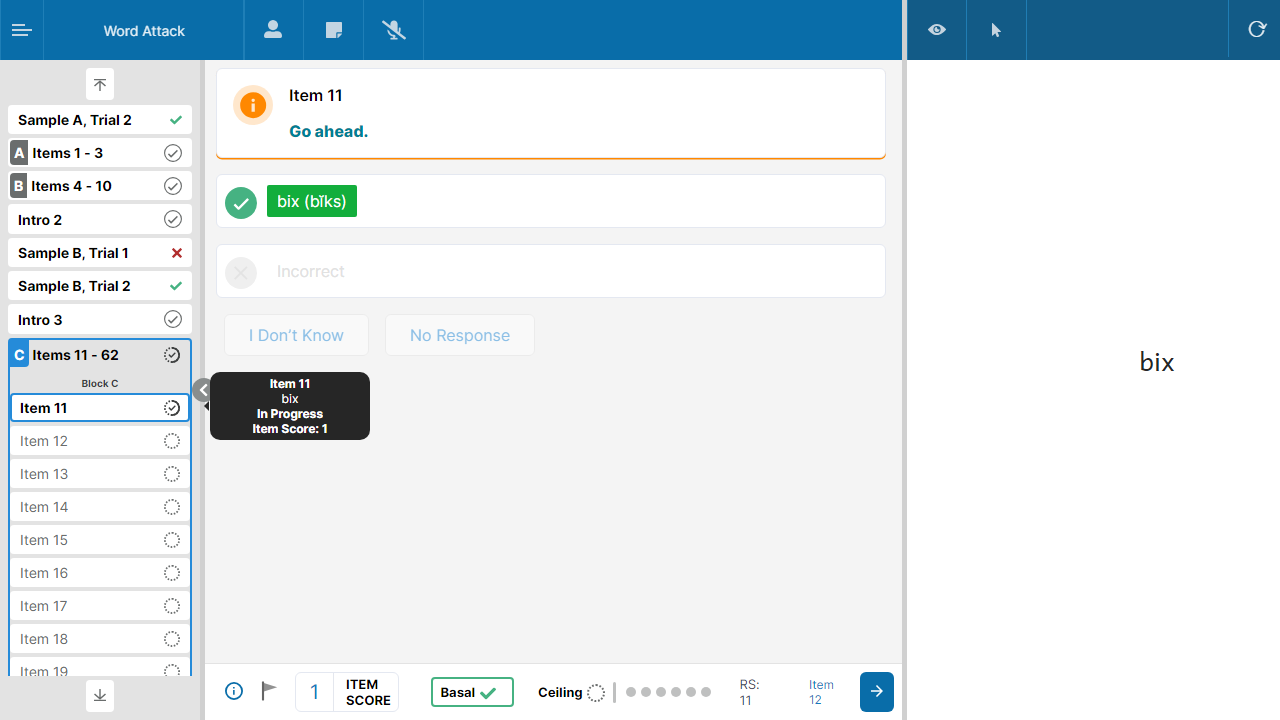 Word Attack
Sample A, Trial 2
A Items 1 - 3
B Items 4 - 10
Intro 2
Sample B, Trial 1
Sample B, Trial 2
Intro 3
C Items 11 - 62
Block C
Item 11
Item 12
Item 13
Item 14
Item 15
Item 16
Item 17
Item 18
Item 19
Item 11
Go ahead.
bix (bĭks)
Incorrect
I Don't Know
No Response
Item 11
bix
In Progress
Item Score: 1
1 ITEM SCORE
Basal
Ceiling
RS: 11
Item 12
bix